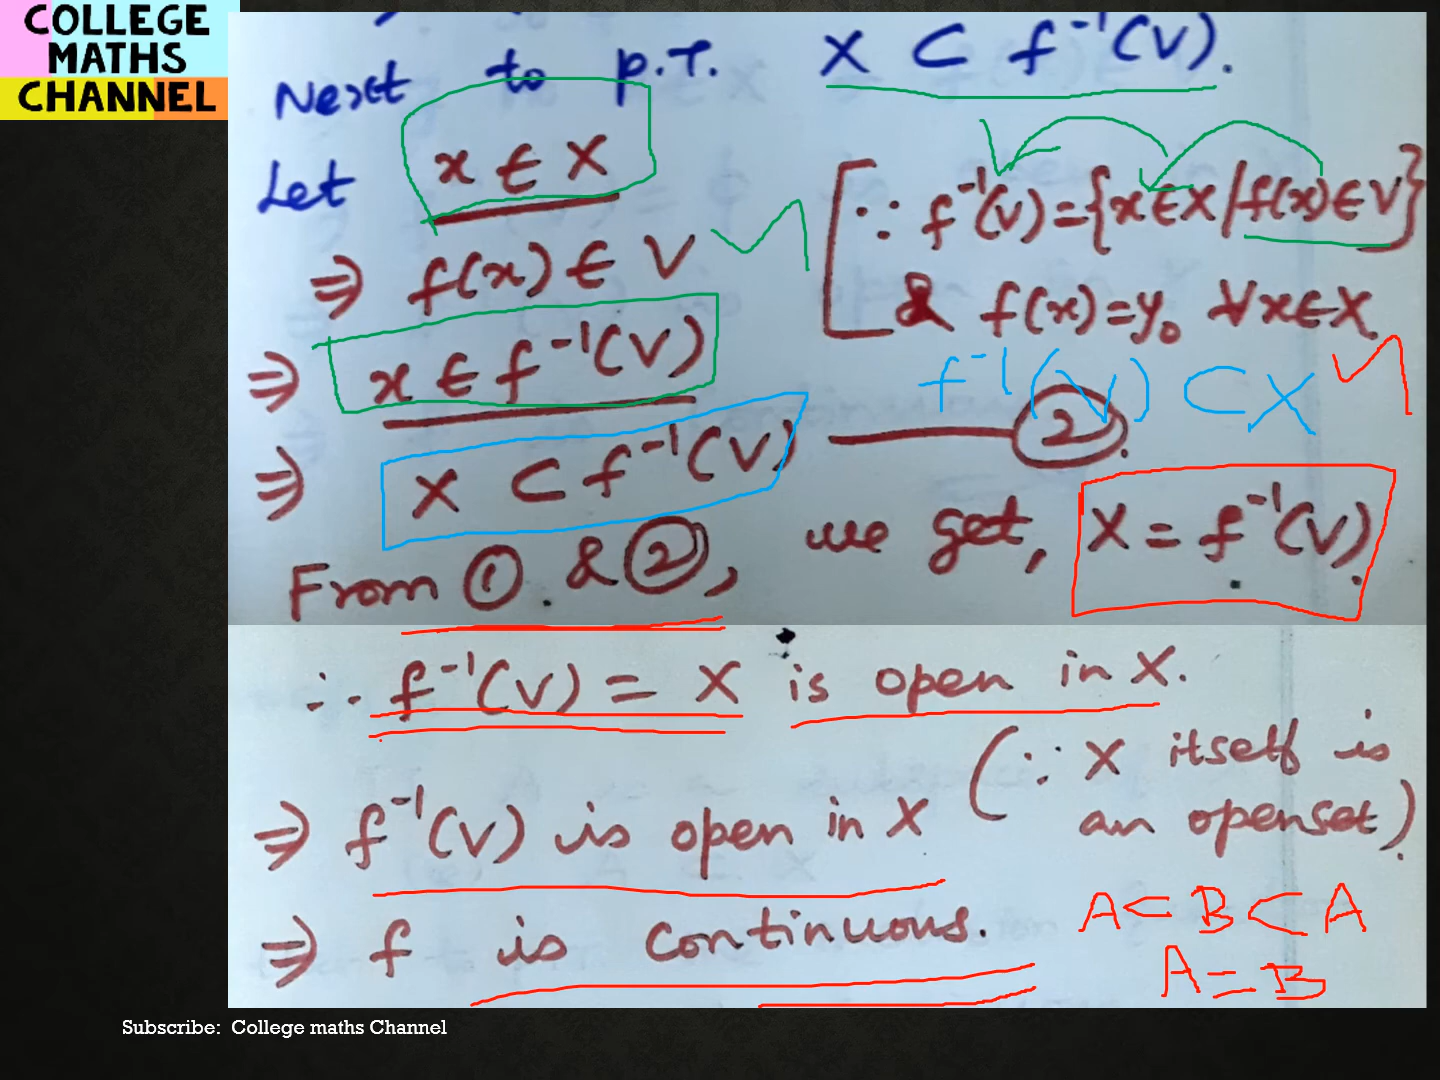 COLLEGE
MATHS
CHANNEL
Next to p.T. X ⊂ f⁻¹(V).
Let x ∈ X
⇒ f(x) ∈ V
[∵ f⁻¹(V) = {x∈X / f(x)∈V}
& f(x) = y₀ ∀x∈X
⇒ x ∈ f⁻¹(V)
f⁻¹(V) ⊂ X
⇒ X ⊂ f⁻¹(V) —— ②.
From ① & ②, we get, X = f⁻¹(V).
∴ f⁻¹(V) = X is open in X.
(∵ X itself is
an openset).
⇒ f⁻¹(V) is open in X
⇒ f is continuous.
A ⊂ B ⊂ A
A = B
Subscribe: College maths Channel